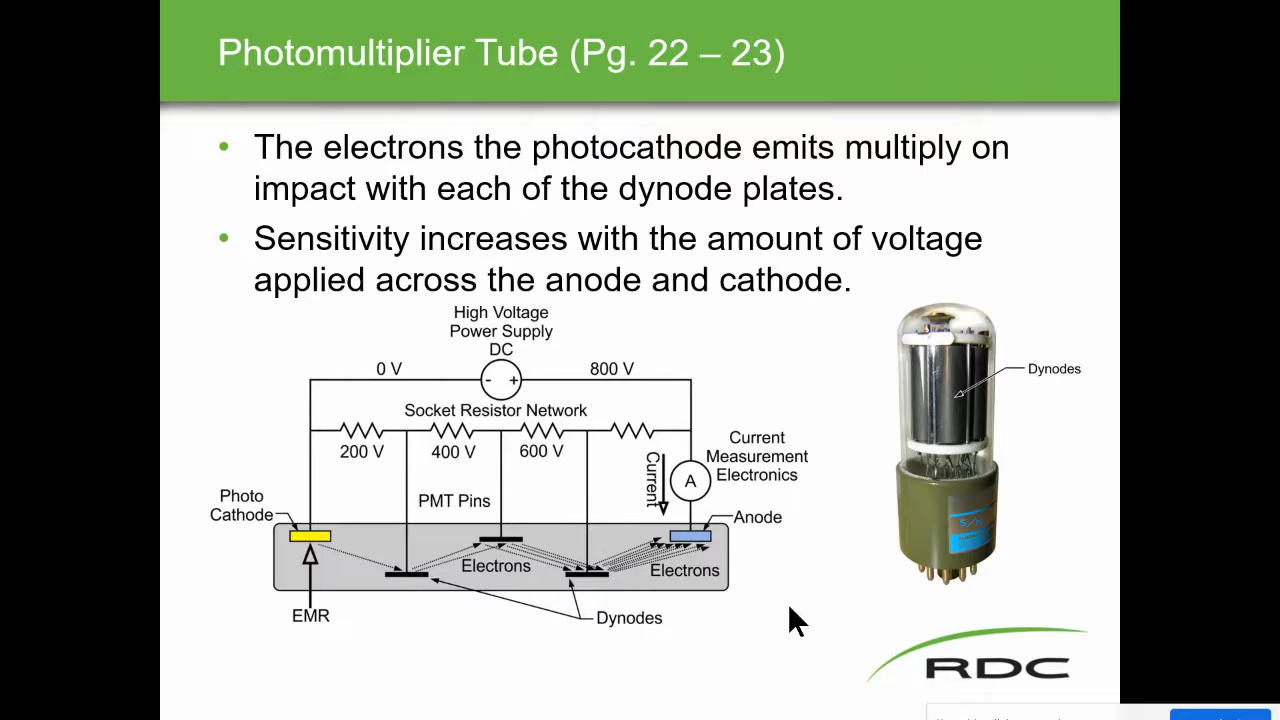 Photomultiplier Tube (Pg. 22 – 23)
• The electrons the photocathode emits multiply on
impact with each of the dynode plates.
• Sensitivity increases with the amount of voltage
applied across the anode and cathode.
High Voltage
Power Supply
DC
0 V
- +
800 V
Socket Resistor Network
200 V
400 V
600 V
Current
Current
Measurement
Electronics
A
Photo
Cathode
PMT Pins
Anode
Electrons
Electrons
EMR
Dynodes
Dynodes
S/N
RDC